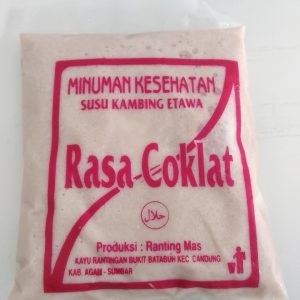 MINUMAN KESEHATAN
SUSU KAMBING ETAWA
Rasa-Coklat
حلال
Produksi : Ranting Mas
KAYU RANTINGAN BUKIT BATABUH KEC CANDUNG
KAB. AGAM - SUMBAR